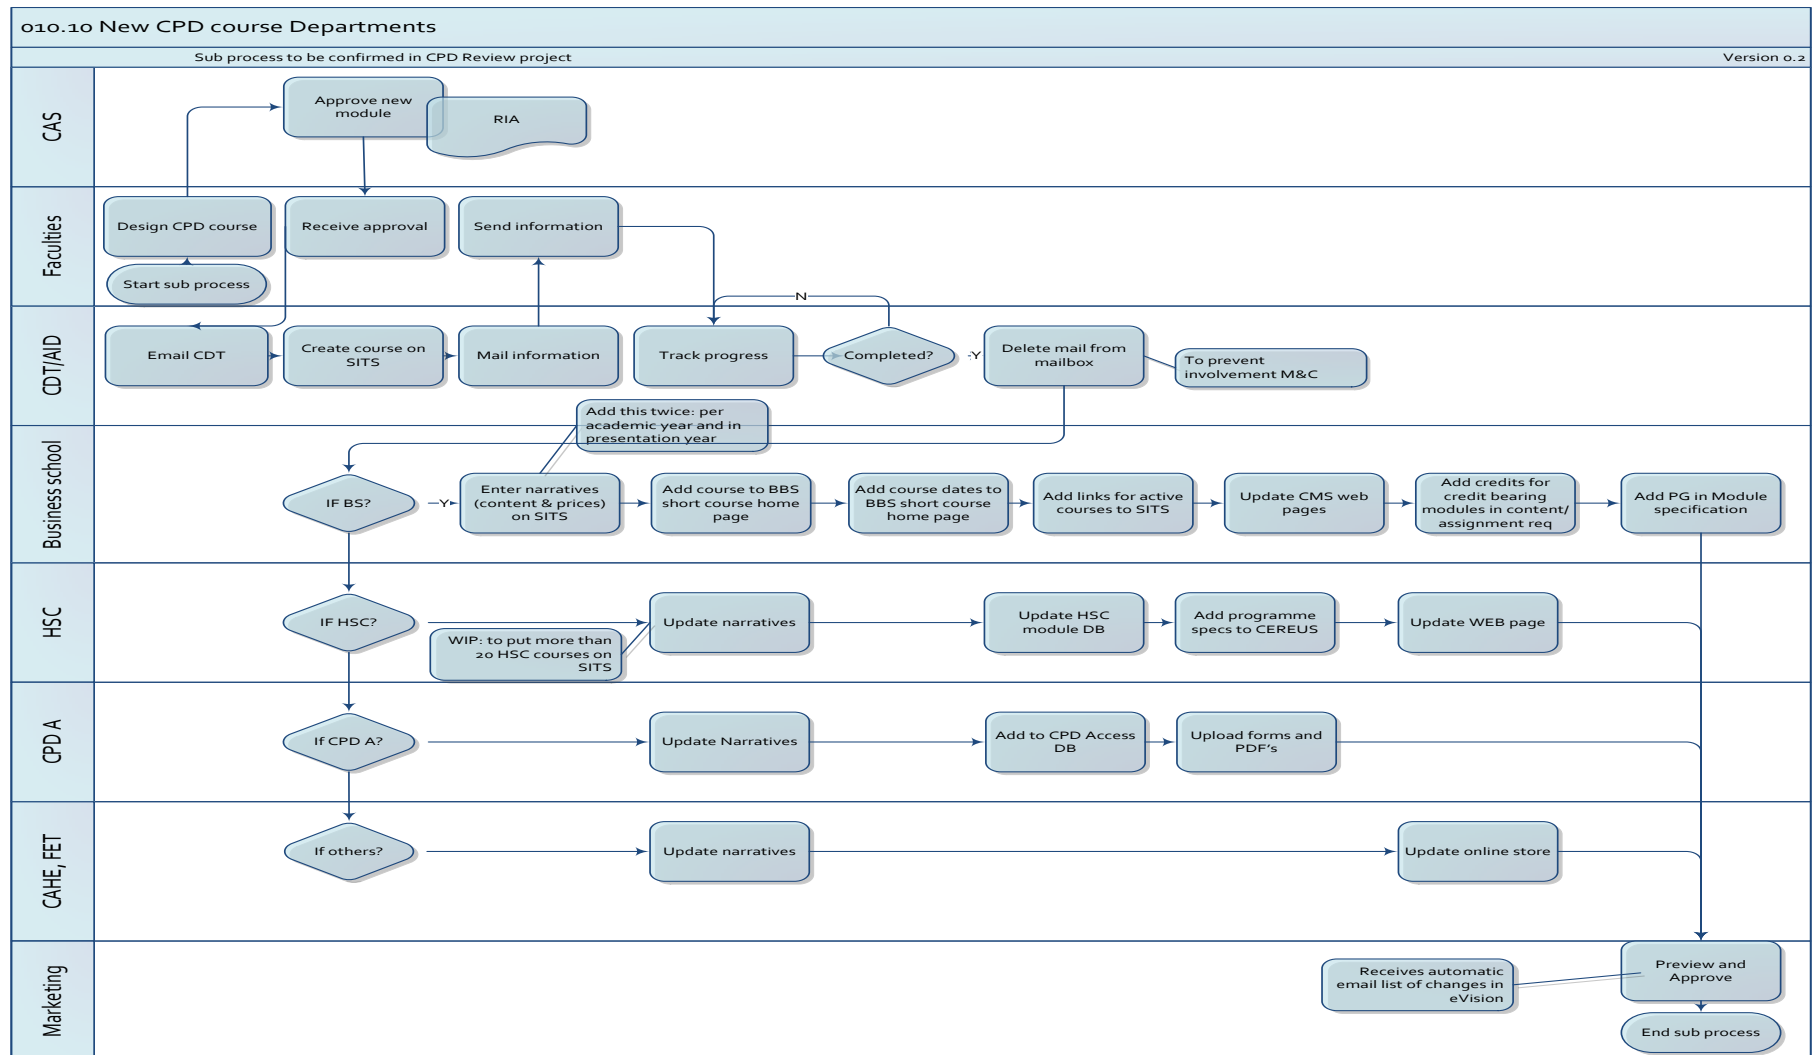 010.10 New CPD course Departments
Sub process to be confirmed in CPD Review project
Version 0.2
CAS
Approve new
module
RIA
Faculties
Design CPD course
Receive approval
Send information
Start sub process
N
CDT/AID
Email CDT
Create course on
SITS
Mail information
Track progress
Completed?
Y
Delete mail from
mailbox
To prevent
involvement M&C
Add this twice: per
academic year and in
presentation year
Business school
IF BS?
Y
Enter narratives
(content & prices)
on SITS
Add course to BBS
short course home
page
Add course dates to
BBS short course
home page
Add links for active
courses to SITS
Update CMS web
pages
Add credits for
credit bearing
modules in content/
assignment req
Add PG in Module
specification
HSC
IF HSC?
WIP: to put more than
20 HSC courses on
SITS
Update narratives
Update HSC
module DB
Add programme
specs to CEREUS
Update WEB page
CPD A
If CPD A?
Update Narratives
Add to CPD Access
DB
Upload forms and
PDF's
CAHE, FET
If others?
Update narratives
Update online store
Marketing
Receives automatic
email list of changes in
eVision
Preview and
Approve
End sub process